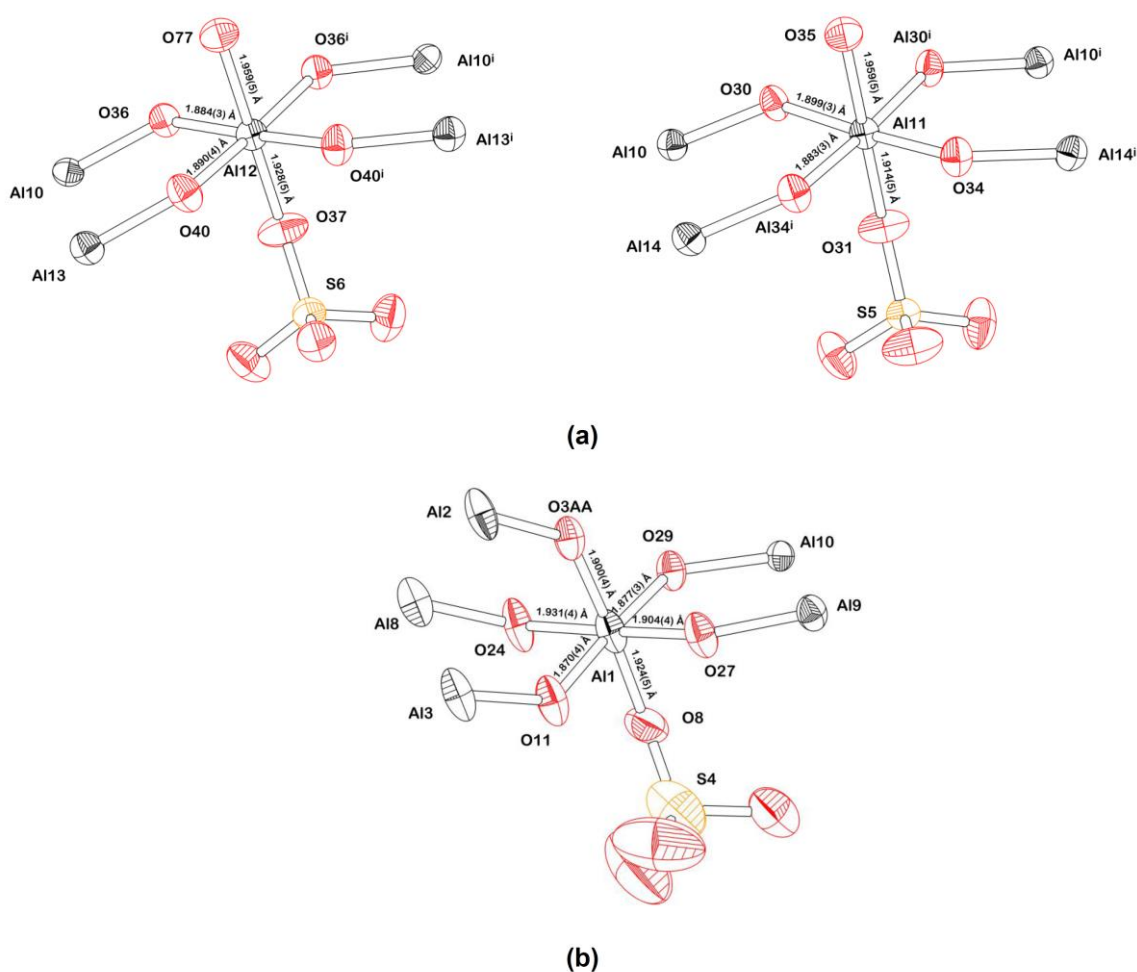 O77
O36ⁱ
Al10ⁱ
1.959(5) Å
O36
1.884(3) Å
Al13ⁱ
1.890(4) Å
Al12
O40ⁱ
Al10
1.928(5) Å
O37
O40
Al13
S6
O35
Al30ⁱ
Al10ⁱ
1.959(5) Å
O30
1.899(3) Å
Al11
Al10
1.883(3) Å
Al14ⁱ
O34
1.914(5) Å
Al34ⁱ
O31
Al14
S5
(a)
O3AA
Al2
O29
Al10
1.900(4) Å
1.877(3) Å
Al8
1.931(4) Å
1.904(4) Å
Al9
O24
O27
1.870(4) Å
Al1
1.924(5) Å
Al3
O11
O8
S4
(b)